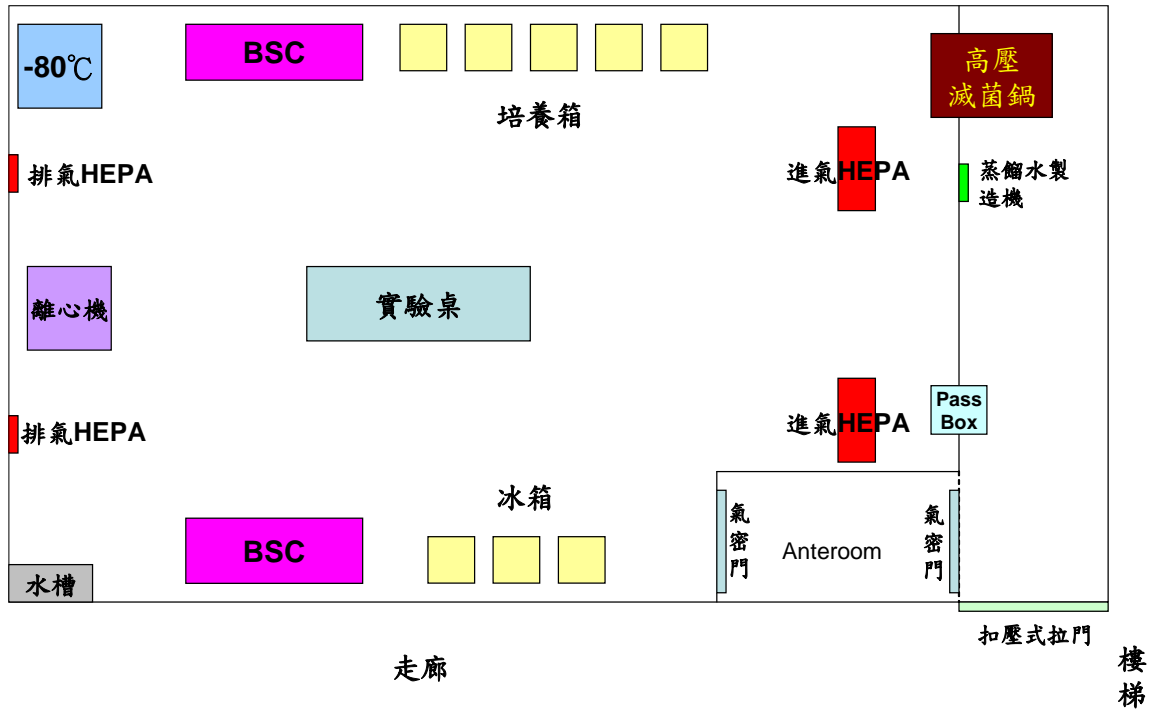 -80℃
BSC
高壓
滅菌鍋
培養箱
排氣HEPA
進氣HEPA
蒸餾水製
造機
離心機
實驗桌
排氣HEPA
進氣HEPA
Pass
Box
冰箱
BSC
氣
密
門
Anteroom
氣
密
門
水槽
扣壓式拉門
走廊
樓
梯